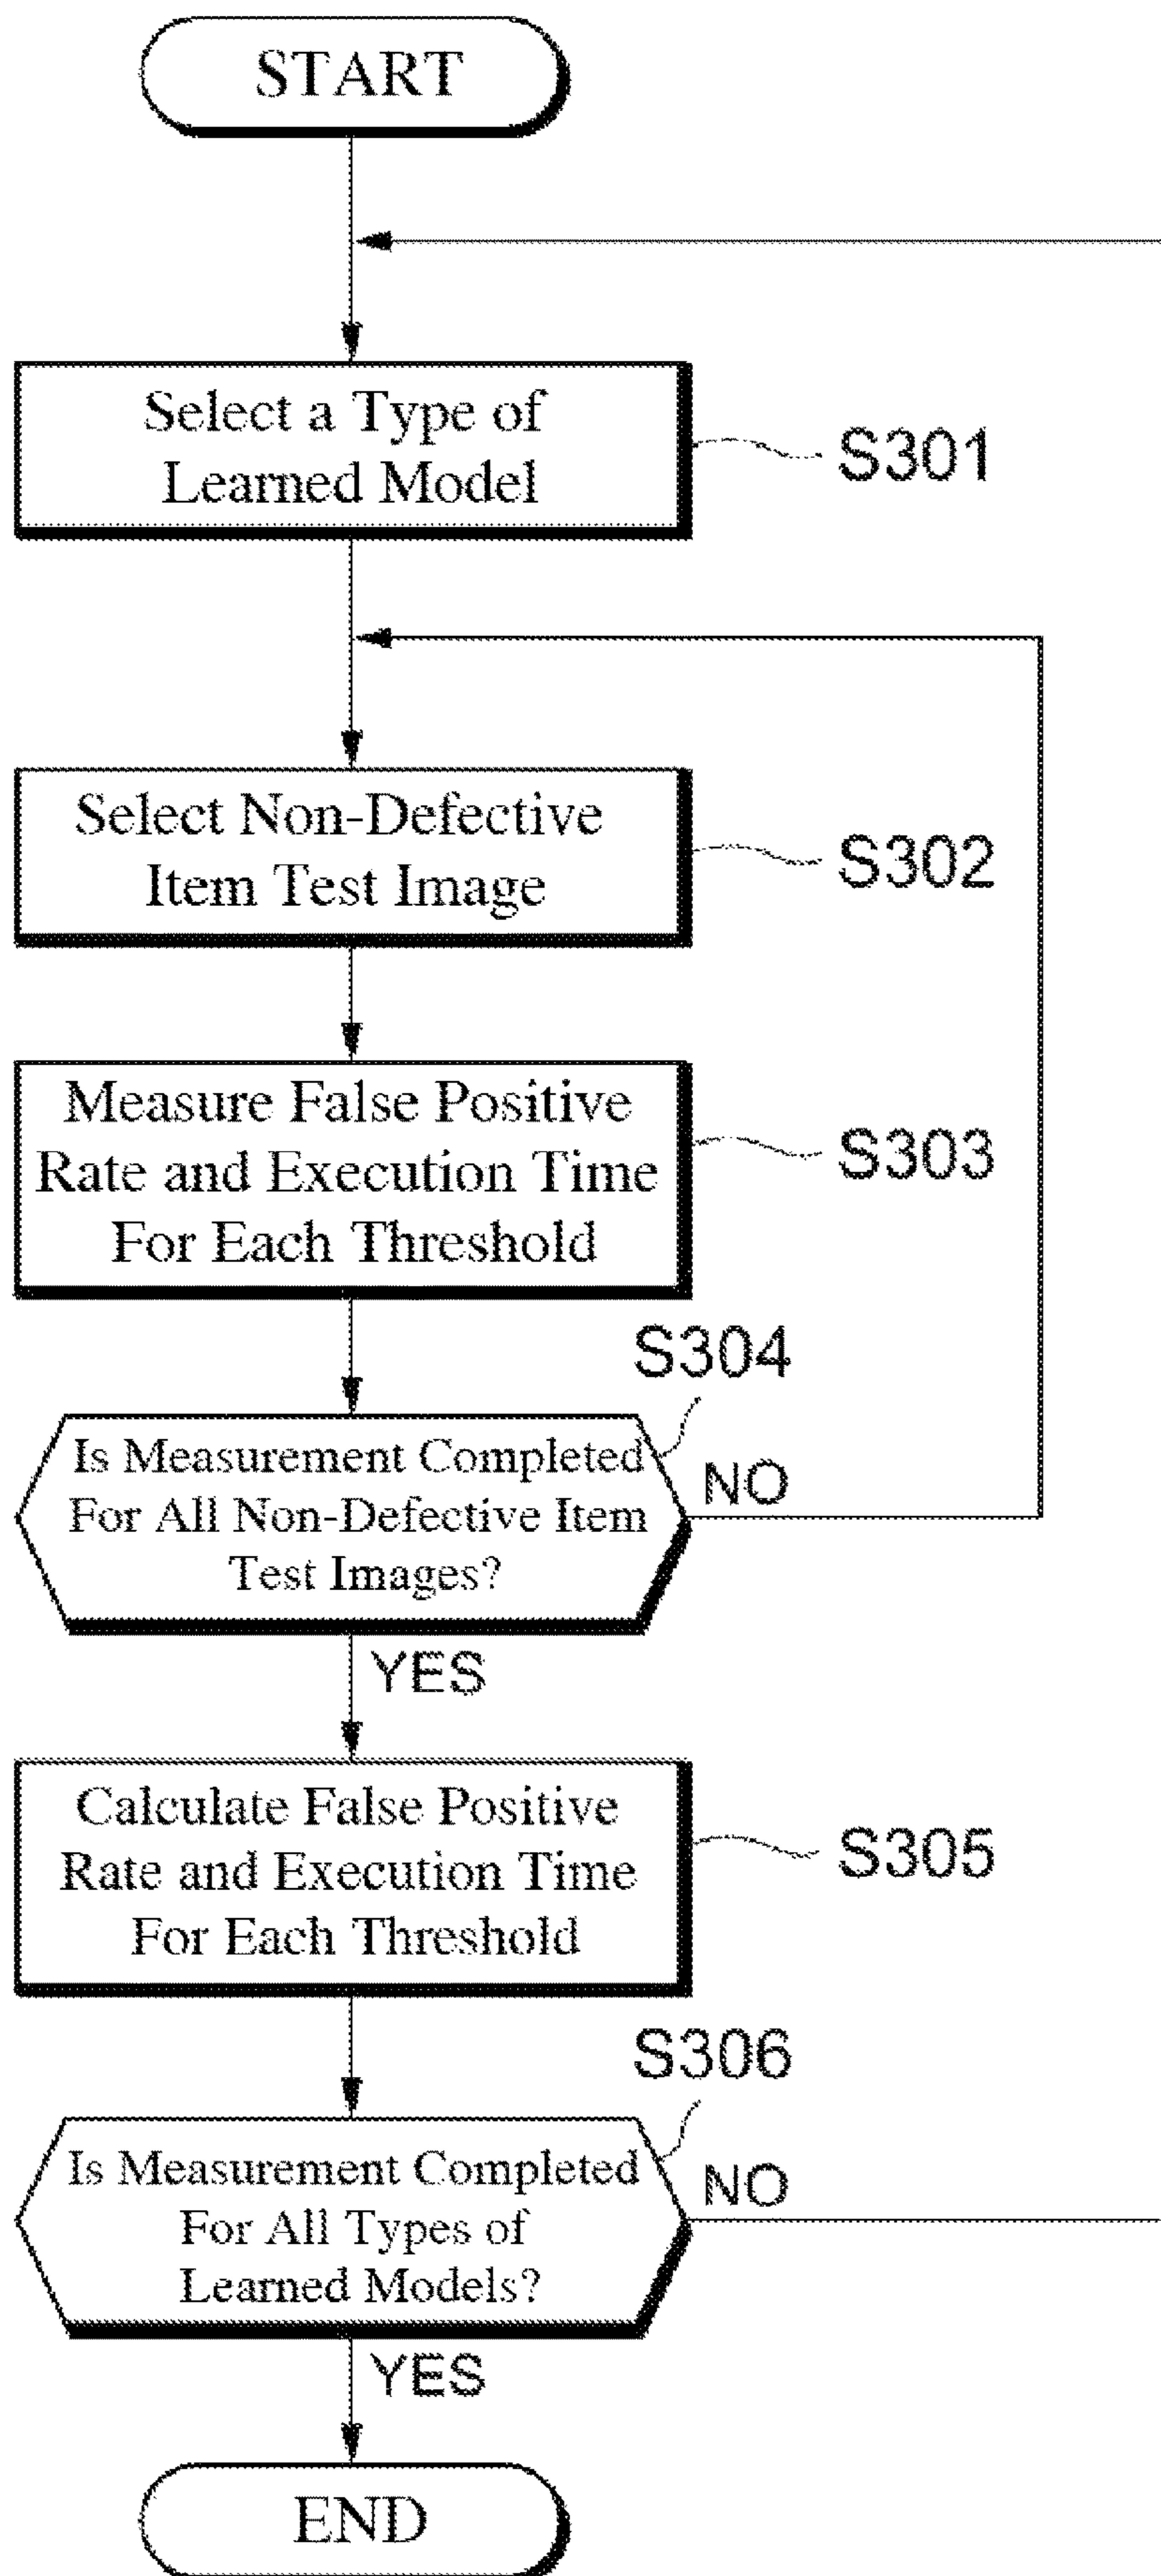 START
Select a Type of
Learned Model
S301
Select Non-Defective
Item Test Image
S302
Measure False Positive
Rate and Execution Time
For Each Threshold
S303
S304
Is Measurement Completed
For All Non-Defective Item
Test Images?
NO
YES
Calculate False Positive
Rate and Execution Time
For Each Threshold
S305
S306
Is Measurement Completed
For All Types of
Learned Models?
NO
YES
END